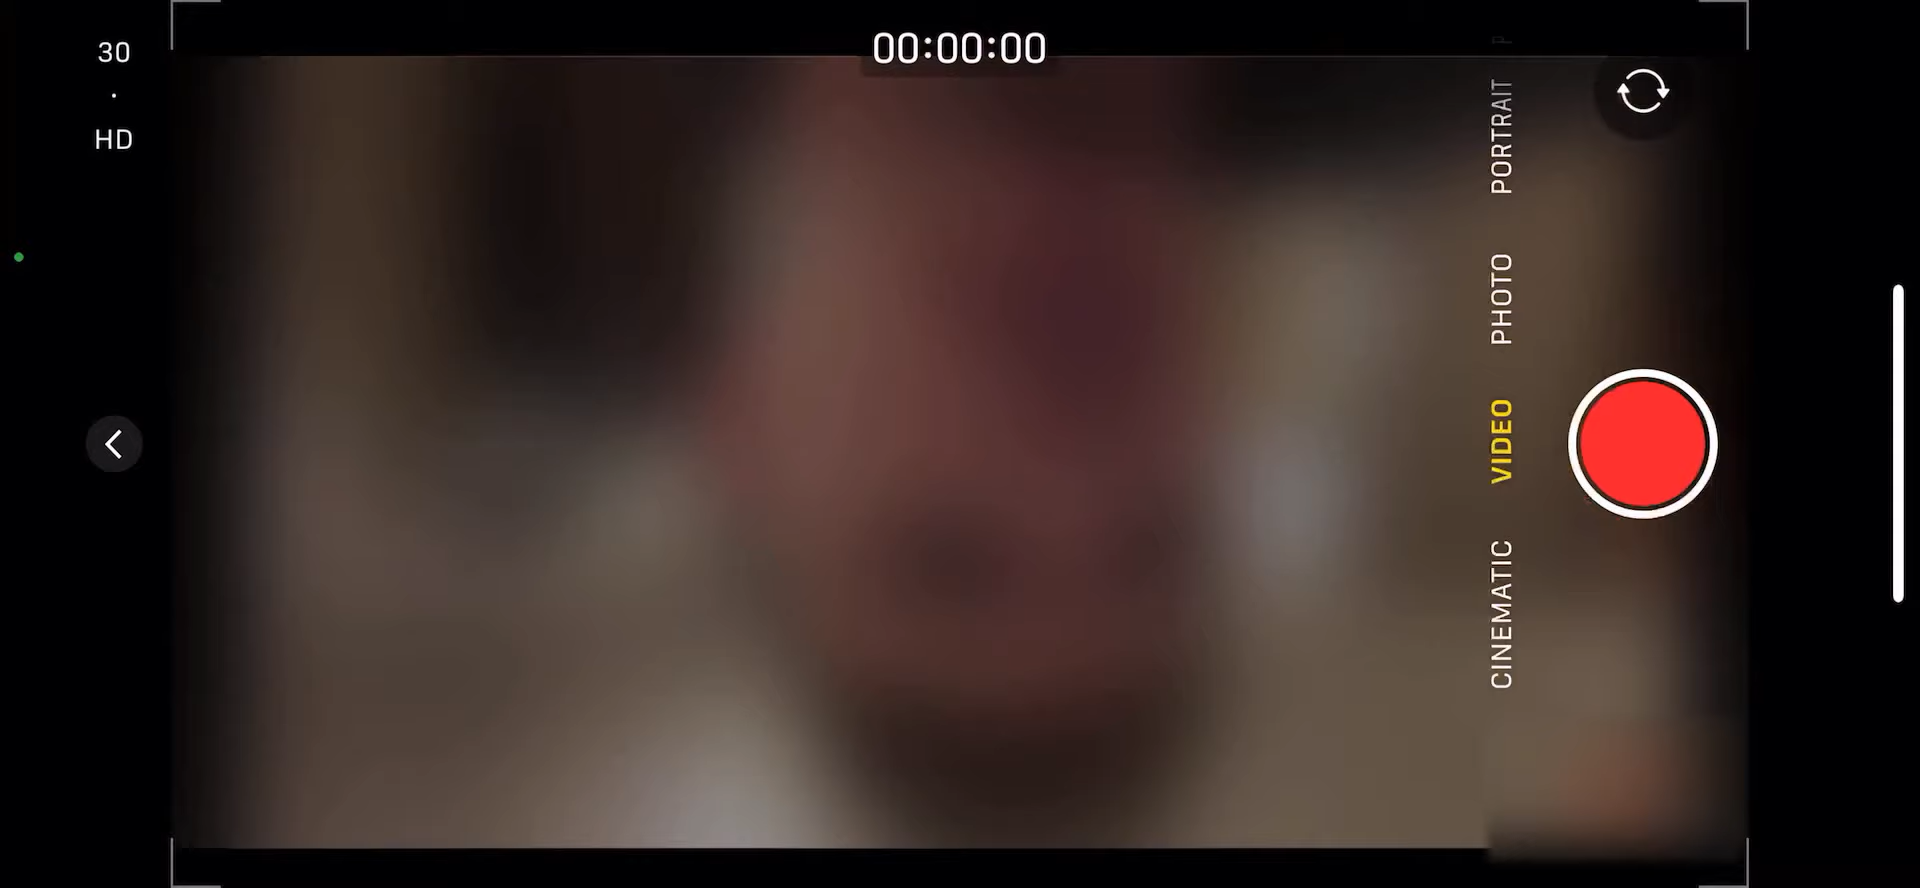 30
·
HD
00:00:00
P
PORTRAIT
PHOTO
VIDEO
CINEMATIC